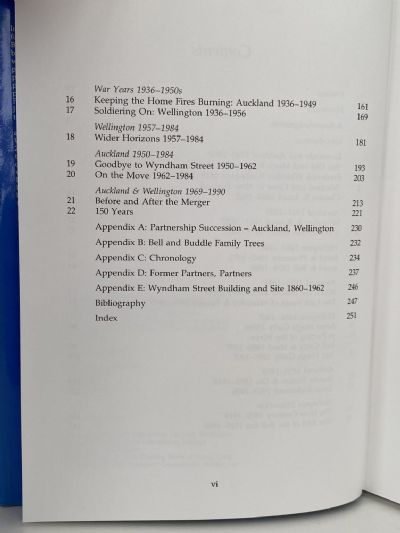 War Years 1936–1950s
16 Keeping the Home Fires Burning: Auckland 1936–1949 161
17 Soldiering On: Wellington 1936–1956 169
Wellington 1957–1984
18 Wider Horizons 1957–1984 181
Auckland 1950–1984
19 Goodbye to Wyndham Street 1950–1962 193
20 On the Move 1962–1984 203
Auckland & Wellington 1969–1990
21 Before and After the Merger 213
22 150 Years 221
Appendix A: Partnership Succession – Auckland, Wellington 230
Appendix B: Bell and Buddle Family Trees 232
Appendix C: Chronology 234
Appendix D: Former Partners, Partners 237
Appendix E: Wyndham Street Building and Site 1860–1962 246
Bibliography 247
Index 251
vi